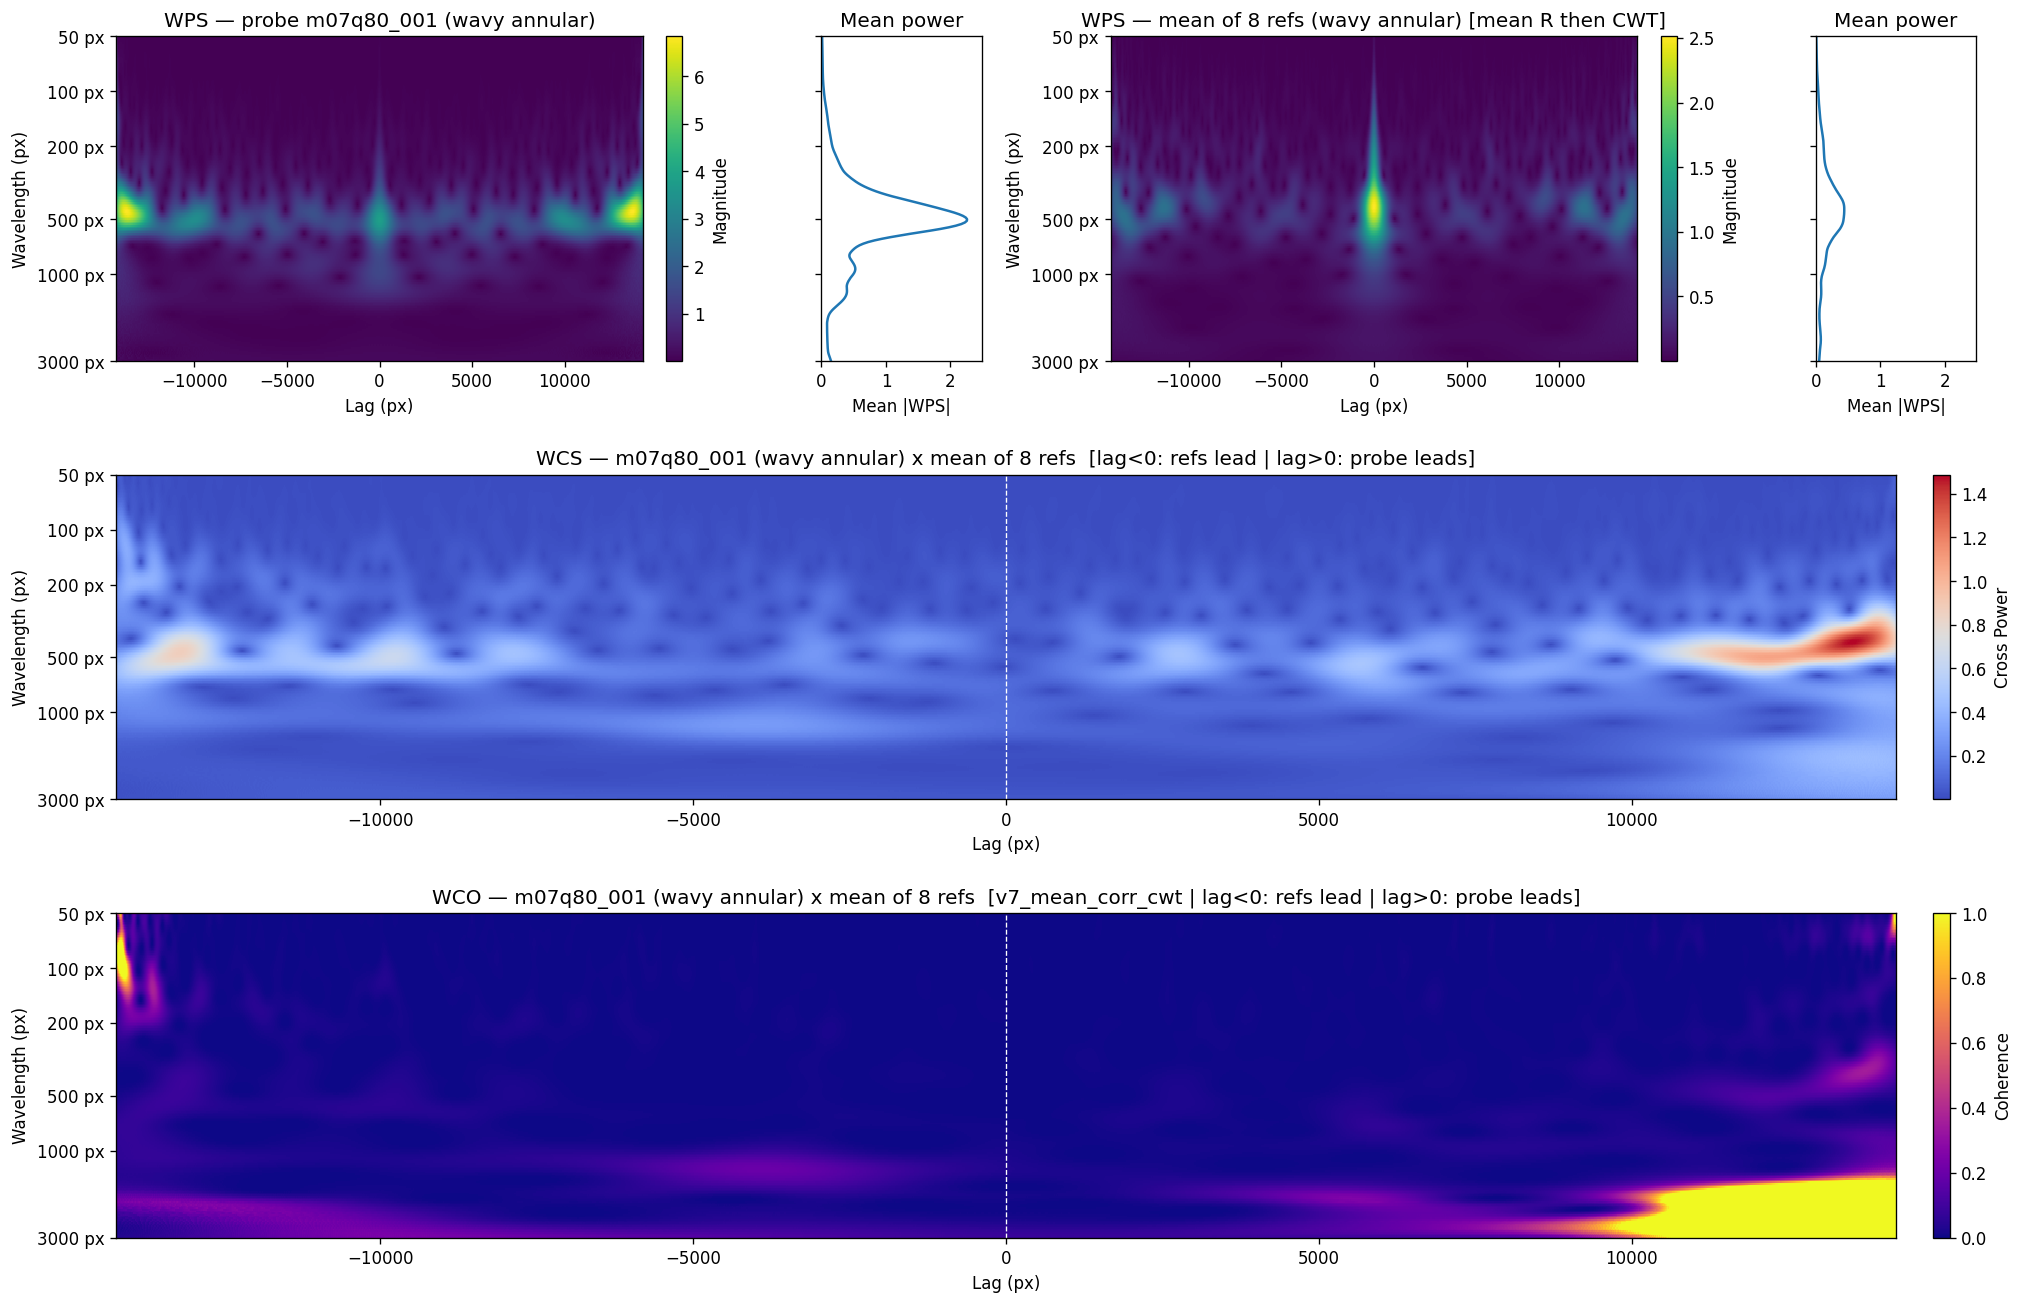 WPS — probe m07q80_001 (wavy annular)
Mean power
WPS — mean of 8 refs (wavy annular) [mean R then CWT]
Mean power
50 px
100 px
200 px
500 px
1000 px
3000 px
Wavelength (px)
−10000 −5000 0 5000 10000
Lag (px)
6
5
4
3
2
1
Magnitude
0 1 2
Mean |WPS|
50 px
100 px
200 px
500 px
1000 px
3000 px
Wavelength (px)
−10000 −5000 0 5000 10000
Lag (px)
2.5
2.0
1.5
1.0
0.5
Magnitude
0 1 2
Mean |WPS|
WCS — m07q80_001 (wavy annular) x mean of 8 refs [lag<0: refs lead | lag>0: probe leads]
50 px
100 px
200 px
500 px
1000 px
3000 px
Wavelength (px)
−10000 −5000 0 5000 10000
Lag (px)
1.4
1.2
1.0
0.8
0.6
0.4
0.2
Cross Power
WCO — m07q80_001 (wavy annular) x mean of 8 refs [v7_mean_corr_cwt | lag<0: refs lead | lag>0: probe leads]
50 px
100 px
200 px
500 px
1000 px
3000 px
Wavelength (px)
−10000 −5000 0 5000 10000
Lag (px)
1.0
0.8
0.6
0.4
0.2
0.0
Coherence